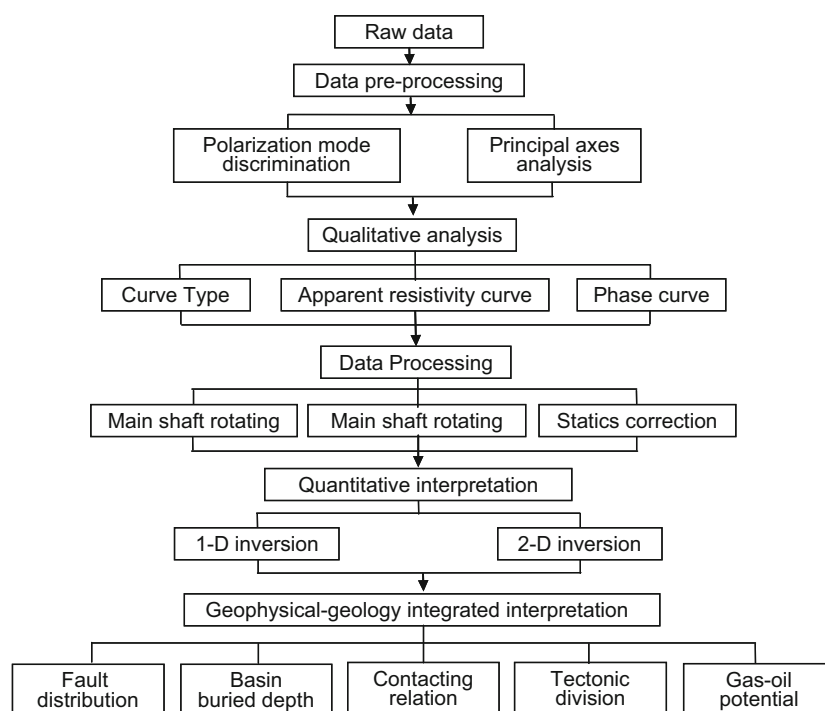 Raw data
Data pre-processing
Polarization mode
discrimination
Principal axes
analysis
Qualitative analysis
Curve Type
Apparent resistivity curve
Phase curve
Data Processing
Main shaft rotating
Main shaft rotating
Statics correction
Quantitative interpretation
1-D inversion
2-D inversion
Geophysical-geology integrated interpretation
Fault
distribution
Basin
buried depth
Contacting
relation
Tectonic
division
Gas-oil
potential